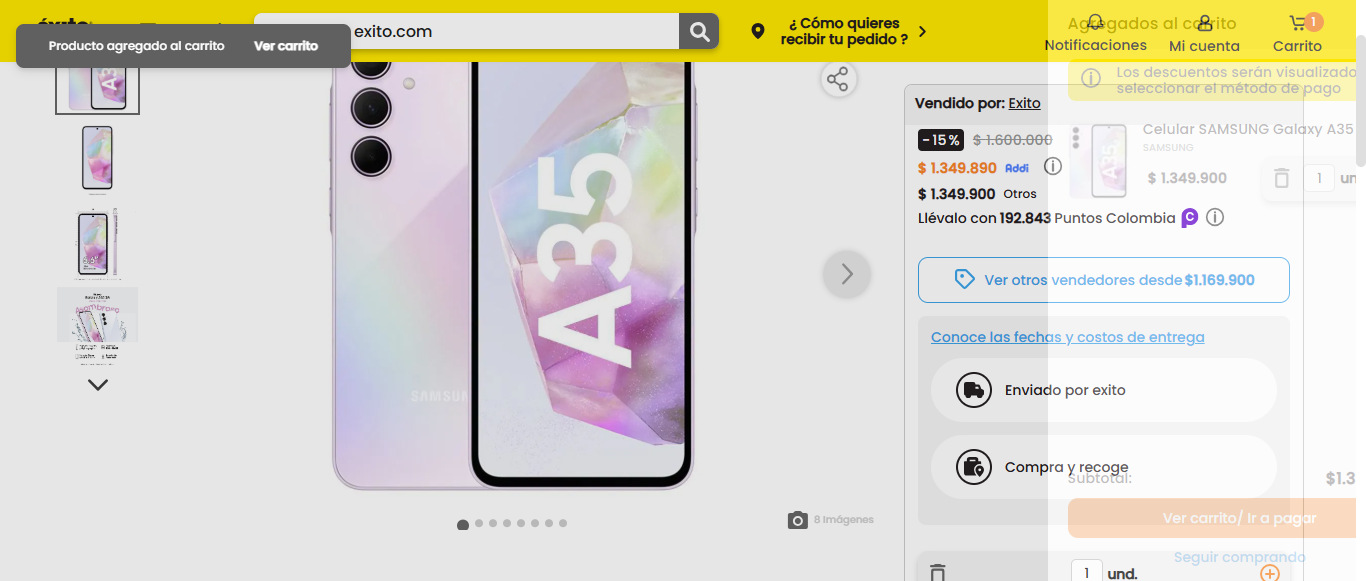 éxito
exito.com
¿ Cómo quieres
recibir tu pedido ?
Agregados al carrito
1
Notificaciones
Mi cuenta
Carrito
Producto agregado al carrito
Ver carrito
Los descuentos serán visualizado
seleccionar el método de pago
Vendido por: Exito
-15%
$ 1.600.000
$ 1.349.890 Addi
$ 1.349.900 Otros
Llévalo con 192.843 Puntos Colombia
Celular SAMSUNG Galaxy A35
SAMSUNG
$ 1.349.900
1
un
A35
A35
A35
SAMSU
Ver otros vendedores desde $1.169.900
Conoce las fechas y costos de entrega
Enviado por exito
Compra y recoge
Subtotal:
$1.3
Ver carrito/ Ir a pagar
Seguir comprando
8 Imágenes
1
und.